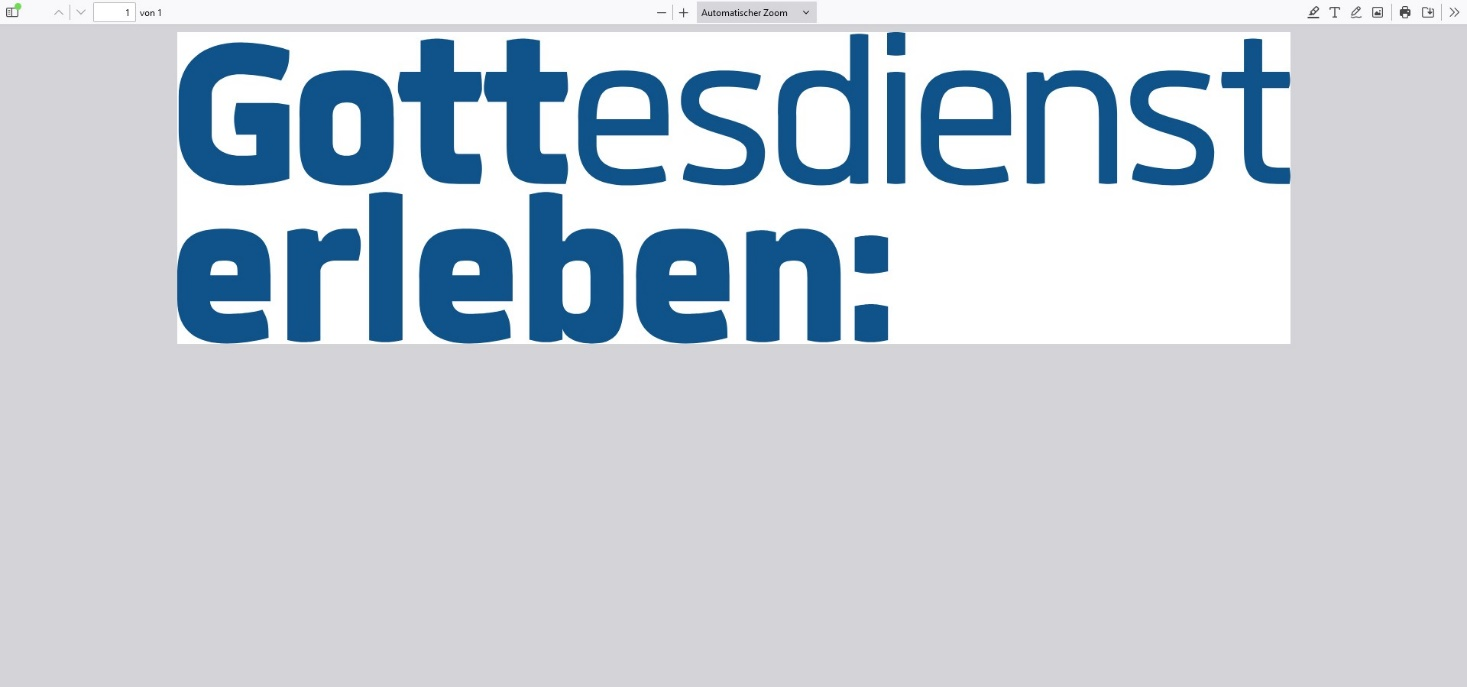 1 von 1 Automatischer Zoom
Gottesdienst
erleben: